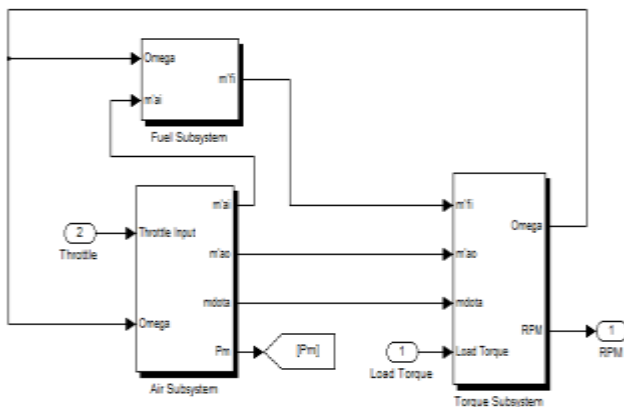 Omega
m'fi
m'ai
Fuel Subsystem
m'ai
Throttle Input
2
Throttle
m'ao
mdota
Omega
Pm
[Pm]
Air Subsystem
m'fi
Omega
m'ao
mdota
RPM
1
RPM
1
Load Torque
Load Torque
Torque Subsystem